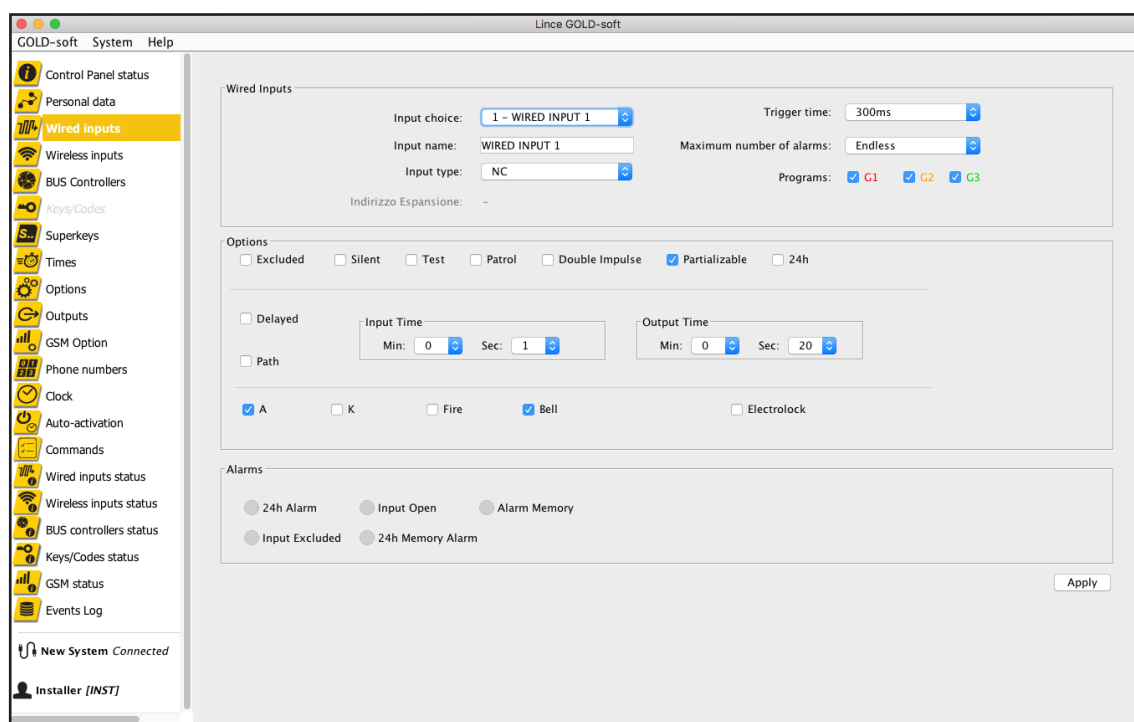 Lince GOLD-soft
GOLD-soft System Help
Control Panel status
Personal data
Wired inputs
Wireless inputs
BUS Controllers
Keys/Codes
S.. Superkeys
Times
Options
Outputs
GSM Option
0 1 2 3 Phone numbers
Clock
Auto-activation
Commands
Wired inputs status
Wireless inputs status
BUS controllers status
Keys/Codes status
GSM status
Events Log
New System Connected
Installer [INST]
Wired Inputs
Input choice: 1 - WIRED INPUT 1
Trigger time: 300ms
Input name: WIRED INPUT 1
Maximum number of alarms: Endless
Input type: NC
Programs: G1 G2 G3
Indirizzo Espansione: -
Options
Excluded Silent Test Patrol Double Impulse Partializable 24h
Delayed
Input Time
Min: 0 Sec: 1
Output Time
Min: 0 Sec: 20
Path
A K Fire Bell Electrolock
Alarms
24h Alarm Input Open Alarm Memory
Input Excluded 24h Memory Alarm
Apply